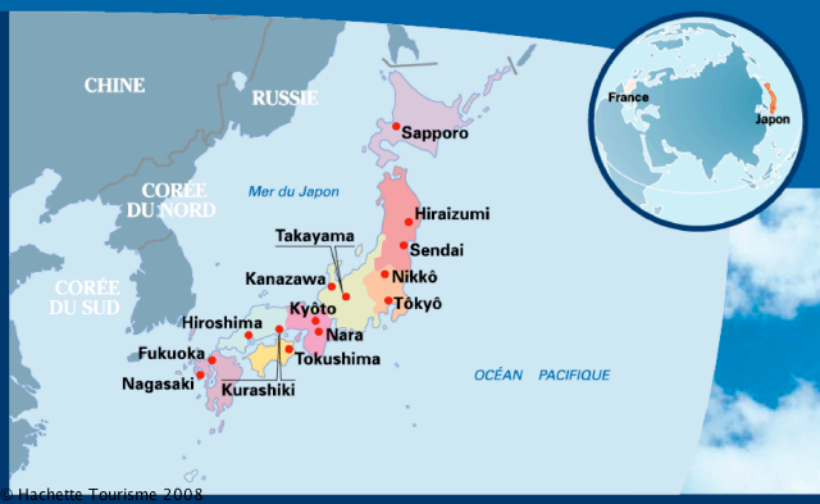 CHINE
RUSSIE
France
Japon
Sapporo
CORÉE
DU NORD
Mer du Japon
Hiraizumi
Takayama
Sendai
Kanazawa
Nikkô
CORÉE
DU SUD
Kyôto
Tôkyô
Hiroshima
Nara
Fukuoka
Tokushima
Nagasaki
Kurashiki
OCÉAN PACIFIQUE
© Hachette Tourisme 2008